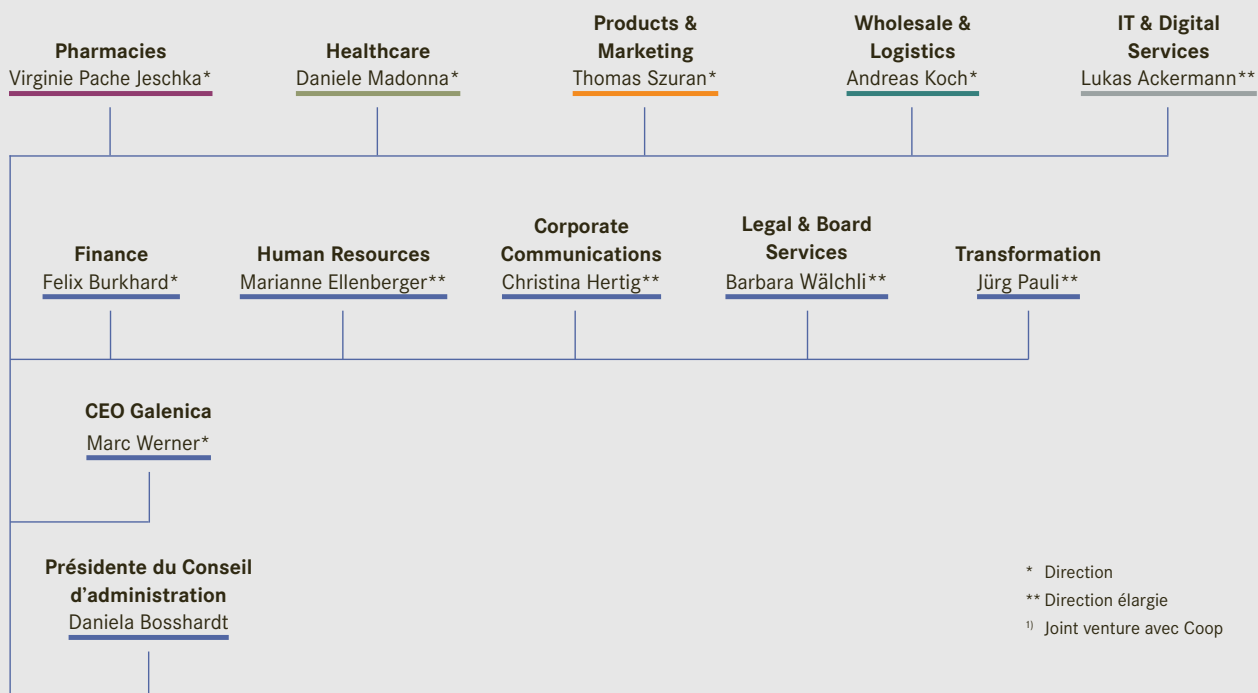 Pharmacies
Virginie Pache Jeschka*
Healthcare
Daniele Madonna*
Products &
Marketing
Thomas Szuran*
Wholesale &
Logistics
Andreas Koch*
IT & Digital
Services
Lukas Ackermann**
Finance
Felix Burkhard*
Human Resources
Marianne Ellenberger**
Corporate
Communications
Christina Hertig**
Legal & Board
Services
Barbara Wälchli**
Transformation
Jürg Pauli**
CEO Galenica
Marc Werner*
Présidente du Conseil
d’administration
Daniela Bosshardt
* Direction
** Direction élargie
1) Joint venture avec Coop